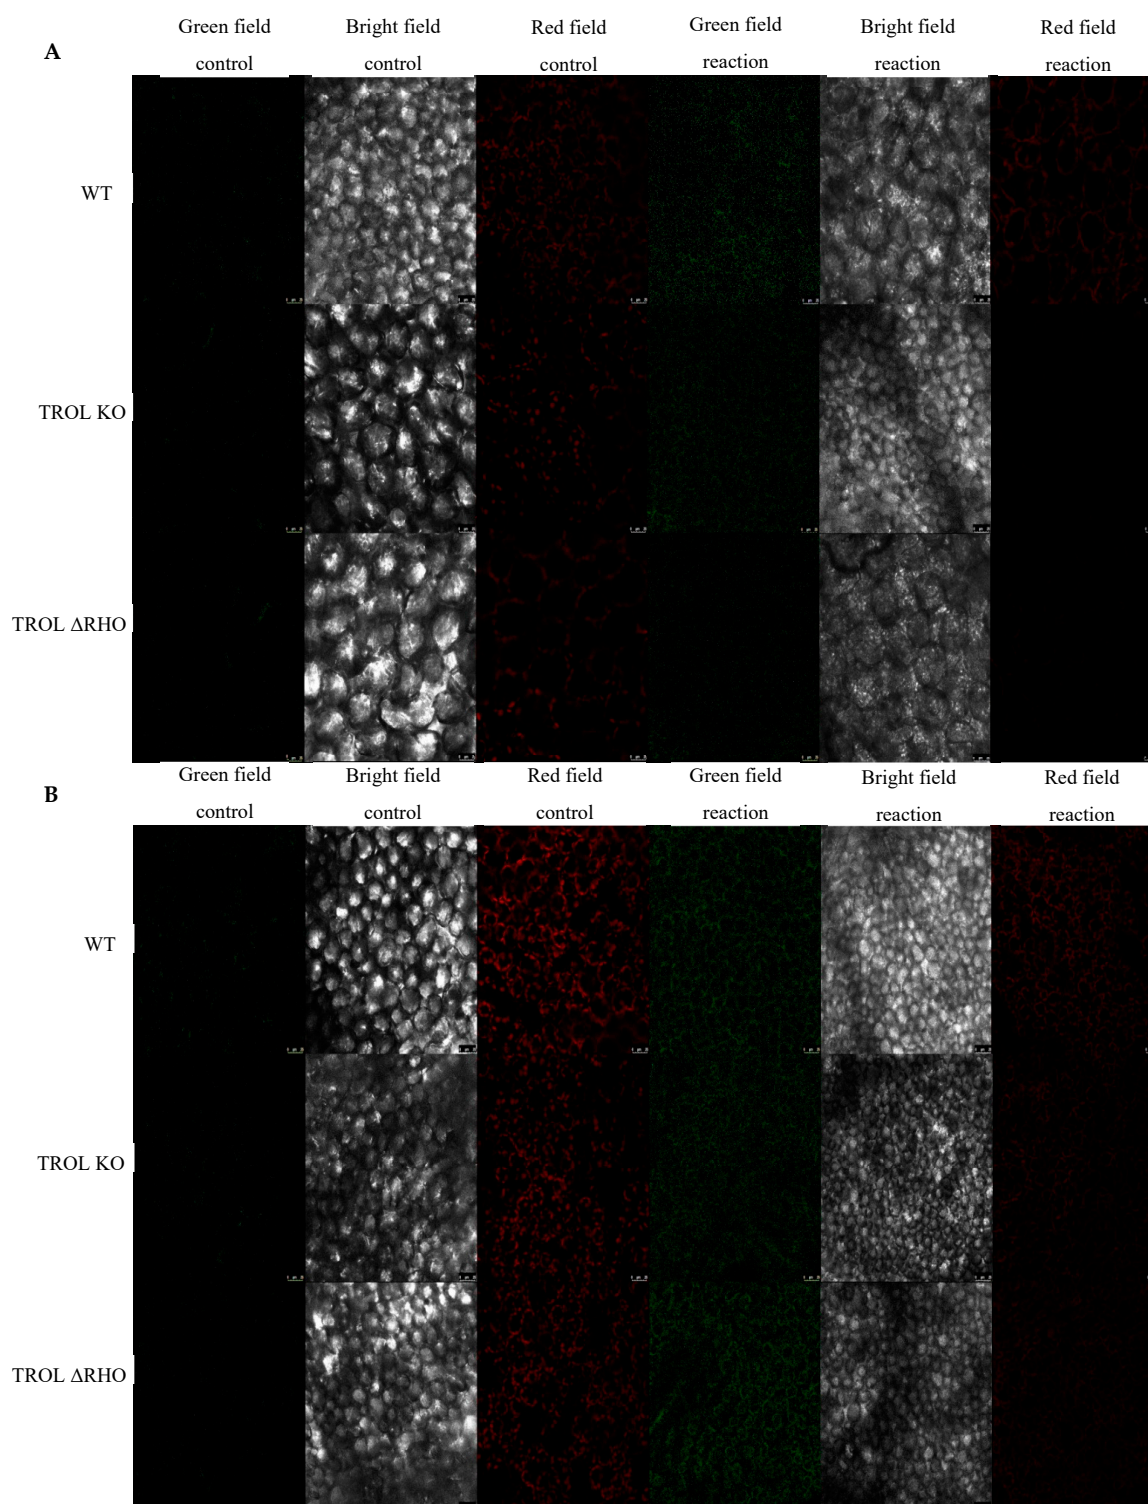 A
Green field Bright field Red field Green field Bright field Red field
control control control reaction reaction reaction
WT
TROL KO
TROL ΔRHO
B
Green field Bright field Red field Green field Bright field Red field
control control control reaction reaction reaction
WT
TROL KO
TROL ΔRHO